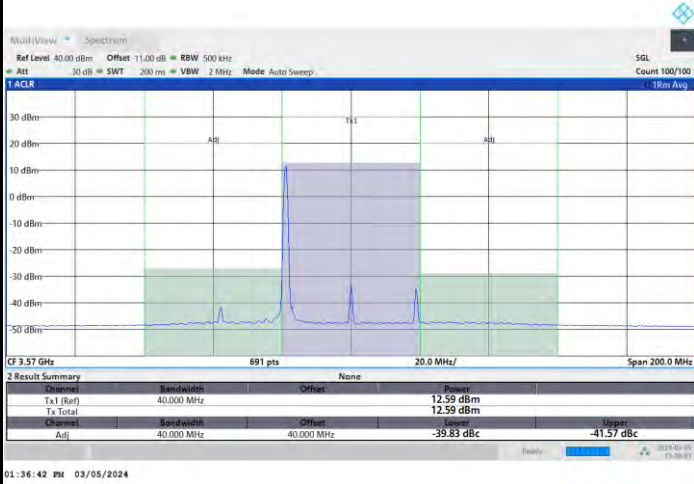 MultiView Spectrum
Ref Level 40.00 dBm Offset 11.00 dB RBW 500 kHz SGL
Att 30 dB SWT 200 ms VBW 2 MHz Mode Auto Sweep Count 100/100
1 ACLR 1Rm Avg
30 dBm
Tx1
20 dBm
Adj Adj
10 dBm
0 dBm
-10 dBm
-20 dBm
-30 dBm
-40 dBm
-50 dBm
CF 3.57 GHz 691 pts 20.0 MHz/ Span 200.0 MHz
2 Result Summary None
Channel Bandwidth Offset Power
Tx1 (Ref) 40.000 MHz 12.59 dBm
Tx Total 12.59 dBm
Channel Bandwidth Offset Lower Upper
Adj 40.000 MHz 40.000 MHz -39.83 dBc -41.57 dBc
Ready
01:36:42 PM 03/05/2024